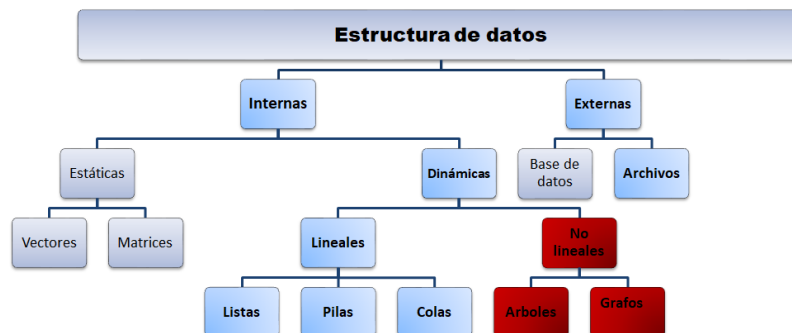 Estructura de datos
Internas
Externas
Estáticas
Dinámicas
Base de
datos
Archivos
Vectores
Matrices
Lineales
No
lineales
Listas
Pilas
Colas
Arboles
Grafos